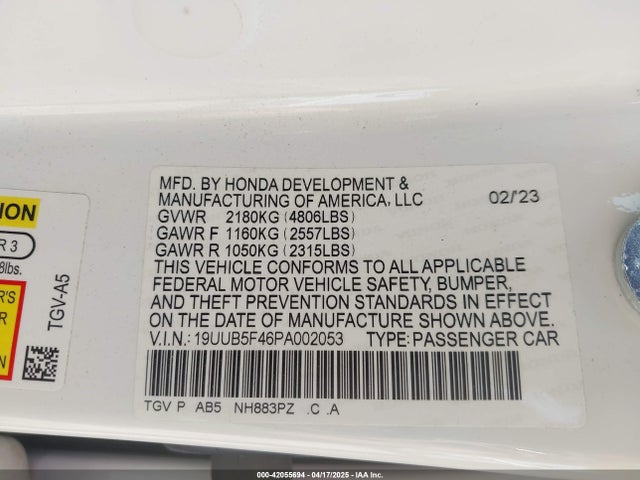 MFD. BY HONDA DEVELOPMENT &
MANUFACTURING OF AMERICA, LLC 02/'23
GVWR 2180KG (4806LBS)
GAWR F 1160KG (2557LBS)
GAWR R 1050KG (2315LBS)
THIS VEHICLE CONFORMS TO ALL APPLICABLE
FEDERAL MOTOR VEHICLE SAFETY, BUMPER,
AND THEFT PREVENTION STANDARDS IN EFFECT
ON THE DATE OF MANUFACTURE SHOWN ABOVE.
V.I.N.: 19UUB5F46PA002053 TYPE: PASSENGER CAR
TGV P AB5 NH883PZ .C .A
ION
R 3
8lbs.
'S
R
N
TGV-A5
000-42055694 - 04/17/2025 - IAA Inc.